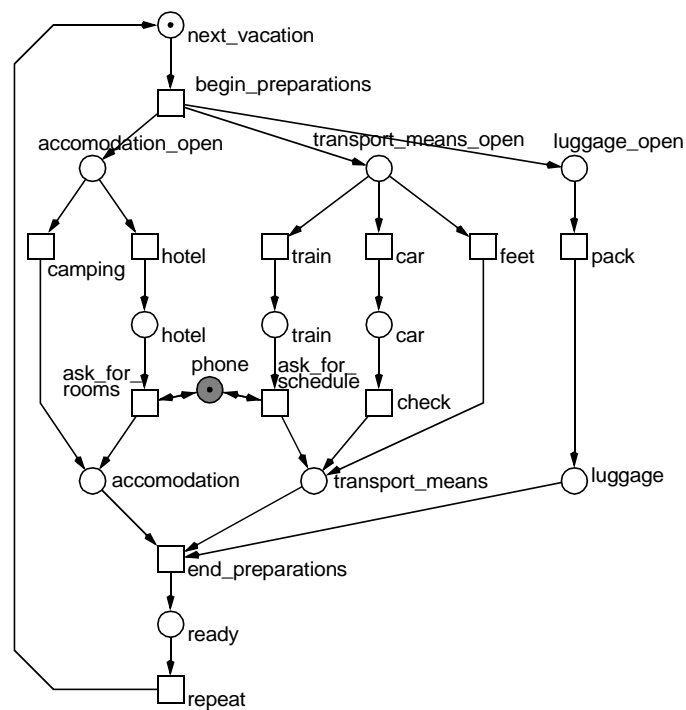 next_vacation
begin_preparations
accomodation_open
transport_means_open
luggage_open
camping
hotel
train
car
feet
pack
hotel
train
car
phone
ask_for_
rooms
ask_for_
schedule
check
accomodation
transport_means
luggage
end_preparations
ready
repeat